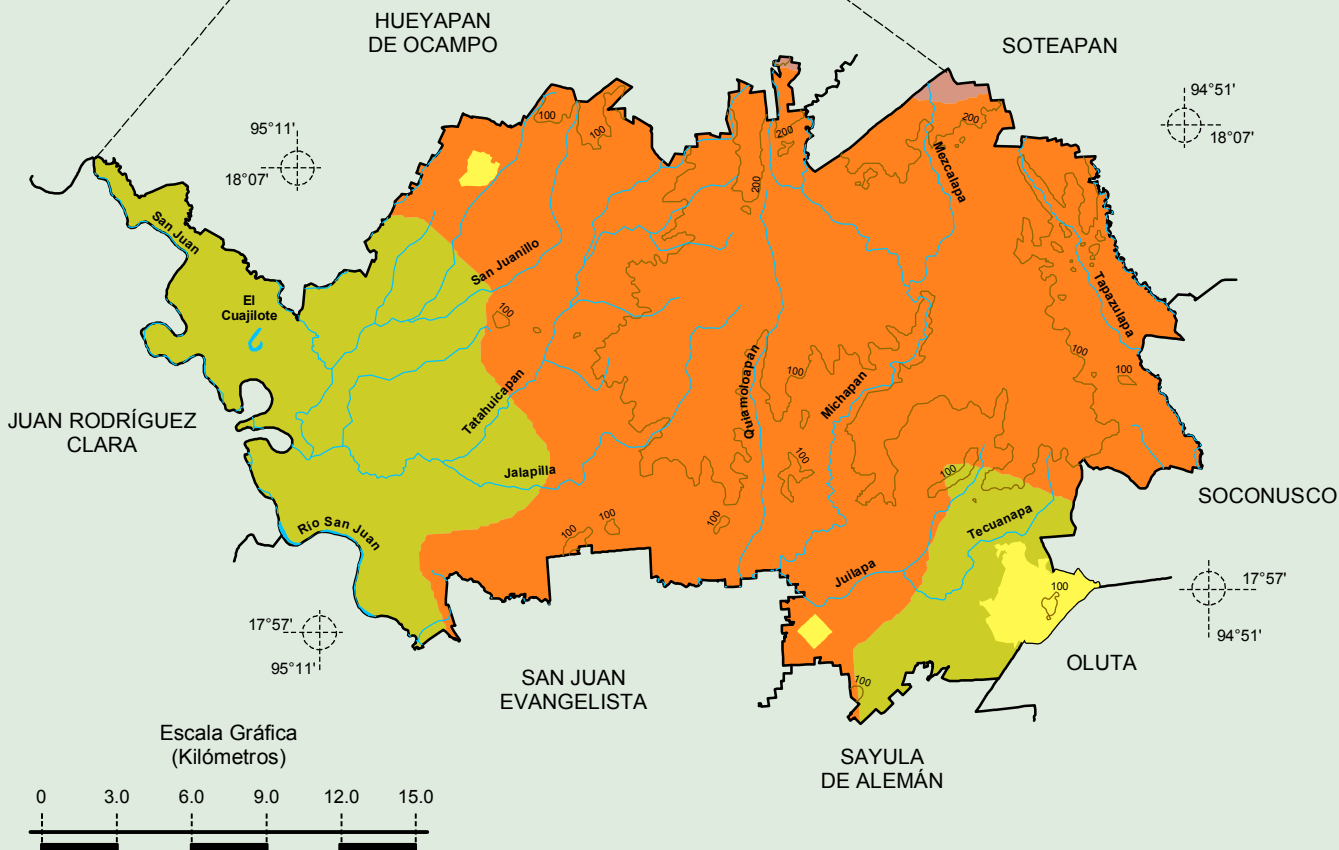 HUEYAPAN
DE OCAMPO
SOTEAPAN
94°51'
18°07'
95°11'
18°07'
200
100
100
200
Mezcalapa
200
San Juan
San Juanillo
El
Cuajilote
Tapazulapa
100
100
100
100
Quiamoloapan
Michapan
Tatahuicapan
JUAN RODRÍGUEZ
CLARA
Jalapilla
100
100
SOCONUSCO
Río San Juan
100
100
100
Tecuanapa
Juilapa
100
17°57'
94°51'
17°57'
95°11'
OLUTA
SAN JUAN
EVANGELISTA
100
SAYULA
DE ALEMÁN
Escala Gráfica
(Kilómetros)
0 3.0 6.0 9.0 12.0 15.0